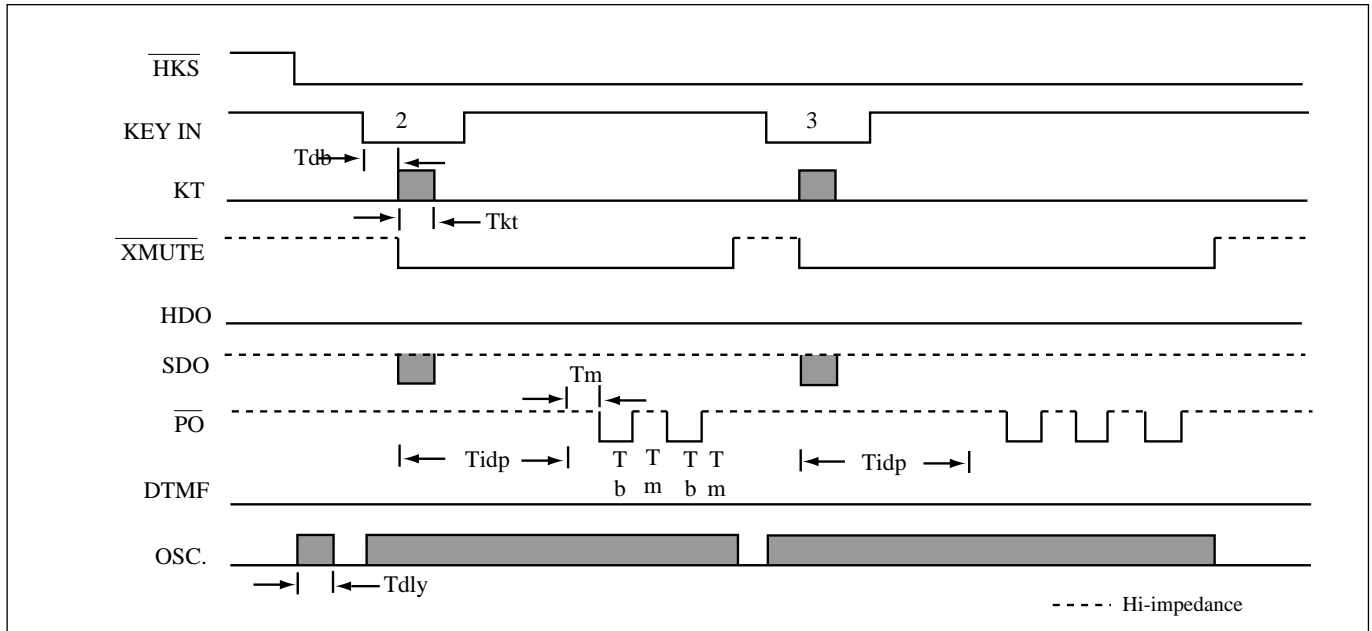 HKS
KEY IN
2
3
Tdb
KT
Tkt
XMUTE
HDO
SDO
Tm
PO
Tidp
T b
T m
T b
T m
Tidp
DTMF
OSC.
Tdly
Hi-impedance